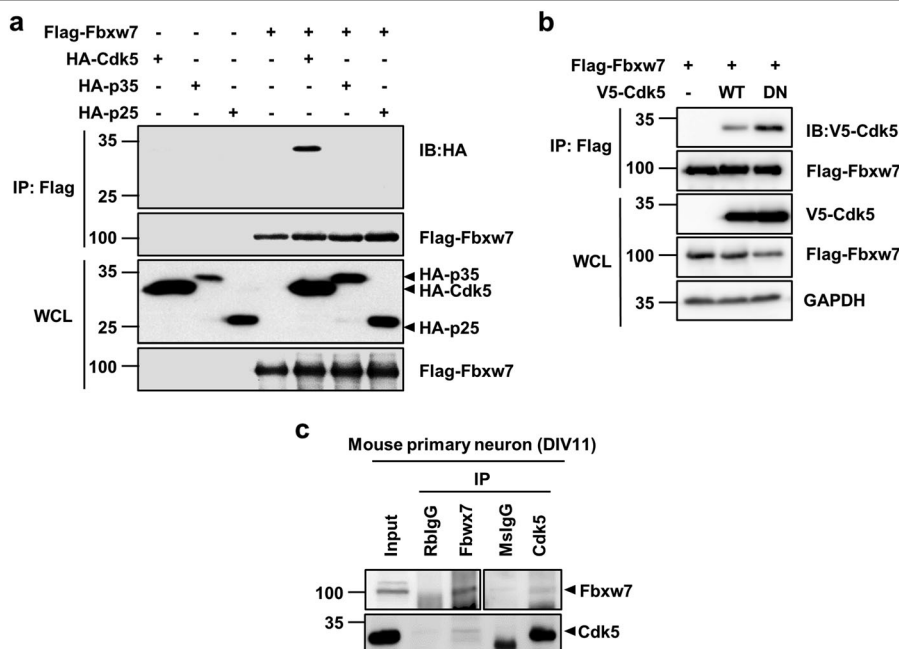 a
Flag-Fbxw7 - - - + + + +
HA-Cdk5 + - - - + - -
HA-p35 - + - - - + -
HA-p25 - - + - - - +
IP: Flag
35
25
IB:HA
100
Flag-Fbxw7
WCL
35
25
HA-p35
HA-Cdk5
HA-p25
100
Flag-Fbxw7
b
Flag-Fbxw7 + + +
V5-Cdk5 - WT DN
IP: Flag
35
IB:V5-Cdk5
100
Flag-Fbxw7
WCL
35
V5-Cdk5
100
Flag-Fbxw7
35
GAPDH
c
Mouse primary neuron (DIV11)
IP
Input
RbIgG
Fbwx7
MsIgG
Cdk5
100
Fbxw7
35
Cdk5